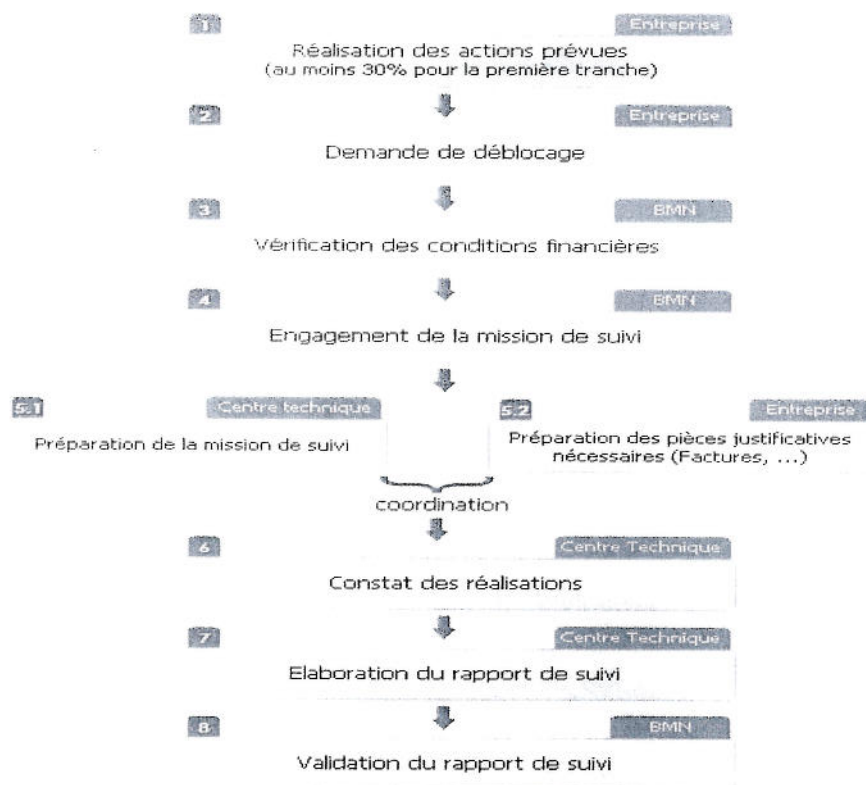 1
Entreprise
Réalisation des actions prévues
(au moins 30% pour la première tranche)
2
Entreprise
Demande de déblocage
3
BMN
Vérification des conditions financières
4
BMN
Engagement de la mission de suivi
5.1
Centre technique
Préparation de la mission de suivi
5.2
Entreprise
Préparation des pièces justificatives
nécessaires (Factures, ...)
coordination
6
Centre Technique
Constat des réalisations
7
Centre Technique
Elaboration du rapport de suivi
8
BMN
Validation du rapport de suivi